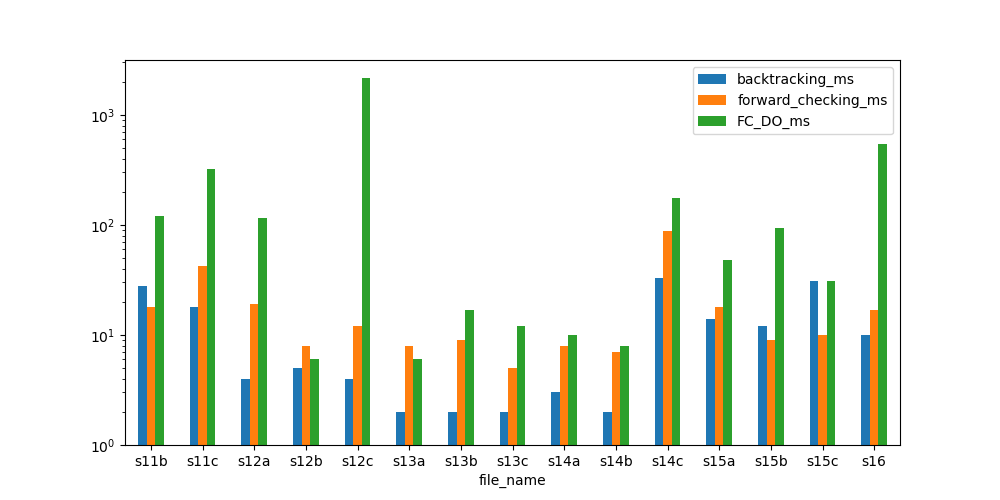 backtracking_ms
forward_checking_ms
FC_DO_ms
10³
10²
10¹
10⁰
s11b s11c s12a s12b s12c s13a s13b s13c s14a s14b s14c s15a s15b s15c s16
file_name